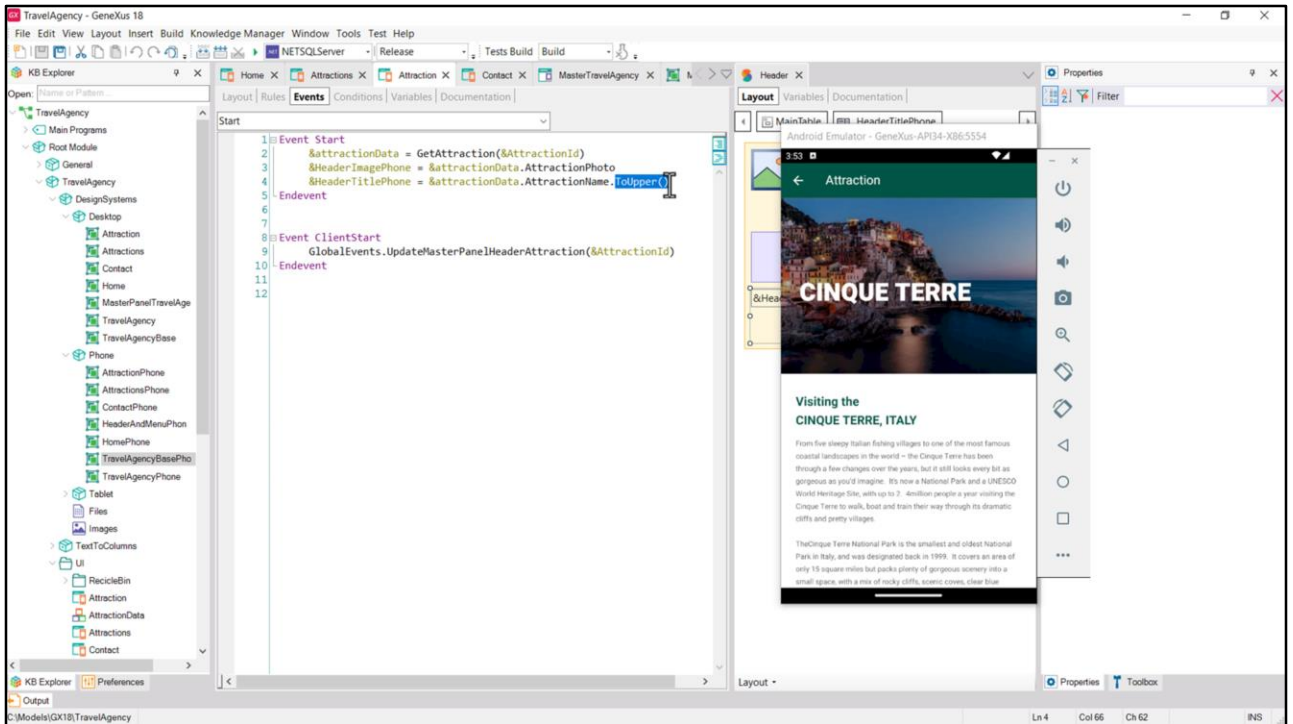 TravelAgency - GeneXus 18
File Edit View Layout Insert Build Knowledge Manager Window Tools Test Help
NETSQLServer Release Tests Build Build
KB Explorer
Open: Name or Pattern...
TravelAgency
Main Programs
Root Module
General
TravelAgency
DesignSystems
Desktop
Attraction
Attractions
Contact
Home
MasterPanelTravelAge
TravelAgency
TravelAgencyBase
Phone
AttractionPhone
AttractionsPhone
ContactPhone
HeaderAndMenuPhon
HomePhone
TravelAgencyBasePho
TravelAgencyPhone
Tablet
Files
Images
TextToColumns
UI
RecicleBin
Attraction
AttractionData
Attractions
Contact
KB Explorer Preferences
Output
C:\Models\GX18\TravelAgency
Home Attractions Attraction Contact MasterTravelAgency
Layout Rules Events Conditions Variables Documentation
Start
1 Event Start
2 &attractionData = GetAttraction(&AttractionId)
3 &HeaderImagePhone = &attractionData.AttractionPhoto
4 &HeaderTitlePhone = &attractionData.AttractionName.ToUpper()
5 Endevent
6
7
8 Event ClientStart
9 GlobalEvents.UpdateMasterPanelHeaderAttraction(&AttractionId)
10 Endevent
11
12
Header
Layout Variables Documentation
MainTable HeaderTitlePhone
&Hea
Layout
Android Emulator - GeneXus-API34-X86:5554
3:53
Attraction
CINQUE TERRE
Visiting the
CINQUE TERRE, ITALY
From five sleepy Italian fishing villages to one of the most famous
coastal landscapes in the world – the Cinque Terre has been
through a few changes over the years, but it still looks every bit as
gorgeous as you'd imagine. It's now a National Park and a UNESCO
World Heritage Site, with up to 2. 4million people a year visiting the
Cinque Terre to walk, boat and train their way through its dramatic
cliffs and pretty villages.
TheCinque Terre National Park is the smallest and oldest National
Park in Italy, and was designated back in 1999. It covers an area of
only 15 square miles but packs plenty of gorgeous scenery into a
small space, with a mix of rocky cliffs, scenic coves, clear blue
Properties
Filter
Properties Toolbox
Ln 4 Col 66 Ch 62 INS